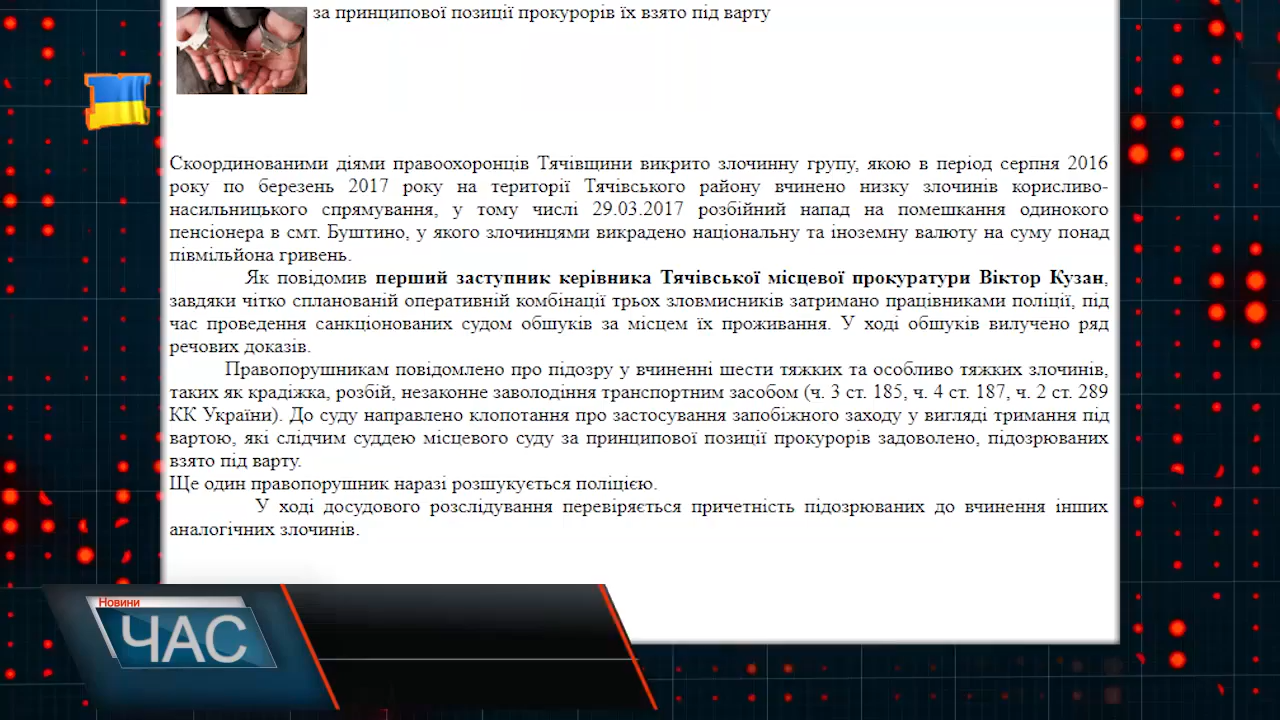 за принципової позиції прокурорів їх взято під варту
Скоординованими діями правоохоронців Тячівщини викрито злочинну групу, якою в період серпня 2016
року по березень 2017 року на території Тячівського району вчинено низку злочинів корисливо-
насильницького спрямування, у тому числі 29.03.2017 розбійний напад на помешкання одинокого
пенсіонера в смт. Буштино, у якого злочинцями викрадено національну та іноземну валюту на суму понад
півмільйона гривень.
Як повідомив перший заступник керівника Тячівської місцевої прокуратури Віктор Кузан,
завдяки чітко спланованій оперативній комбінації трьох зловмисників затримано працівниками поліції, під
час проведення санкціонованих судом обшуків за місцем їх проживання. У ході обшуків вилучено ряд
речових доказів.
Правопорушникам повідомлено про підозру у вчиненні шести тяжких та особливо тяжких злочинів,
таких як крадіжка, розбій, незаконне заволодіння транспортним засобом (ч. 3 ст. 185, ч. 4 ст. 187, ч. 2 ст. 289
КК України). До суду направлено клопотання про застосування запобіжного заходу у вигляді тримання під
вартою, які слідчим суддею місцевого суду за принципової позиції прокурорів задоволено, підозрюваних
взято під варту.
Ще один правопорушник наразі розшукується поліцією.
У ході досудового розслідування перевіряється причетність підозрюваних до вчинення інших
аналогічних злочинів.
Новини
ЧАС